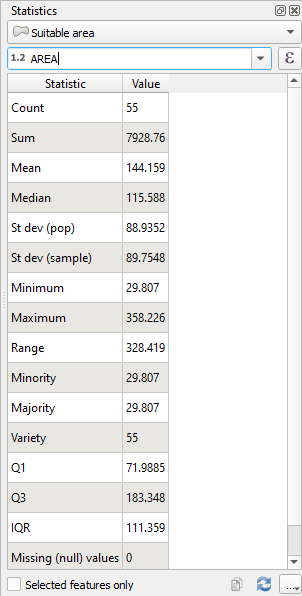 Statistics
Suitable area
1.2 AREA ε
Statistic Value
Count 55
Sum 7928.76
Mean 144.159
Median 115.588
St dev (pop) 88.9352
St dev (sample) 89.7548
Minimum 29.807
Maximum 358.226
Range 328.419
Minority 29.807
Majority 29.807
Variety 55
Q1 71.9885
Q3 183.348
IQR 111.359
Missing (null) values 0
Selected features only ...